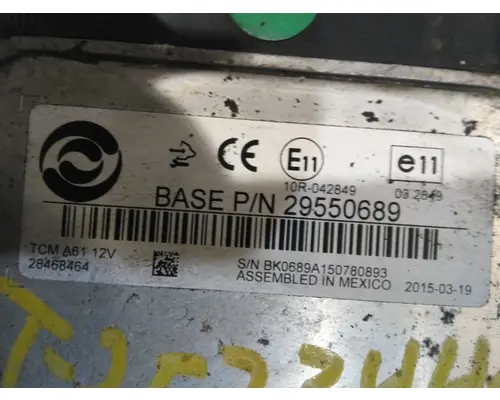 CE E11 e11
10R-042849 03 2849
BASE P/N 29550689
TCM A61 12V
28468464
S/N BK0689A150780893
ASSEMBLED IN MEXICO 2015-03-19